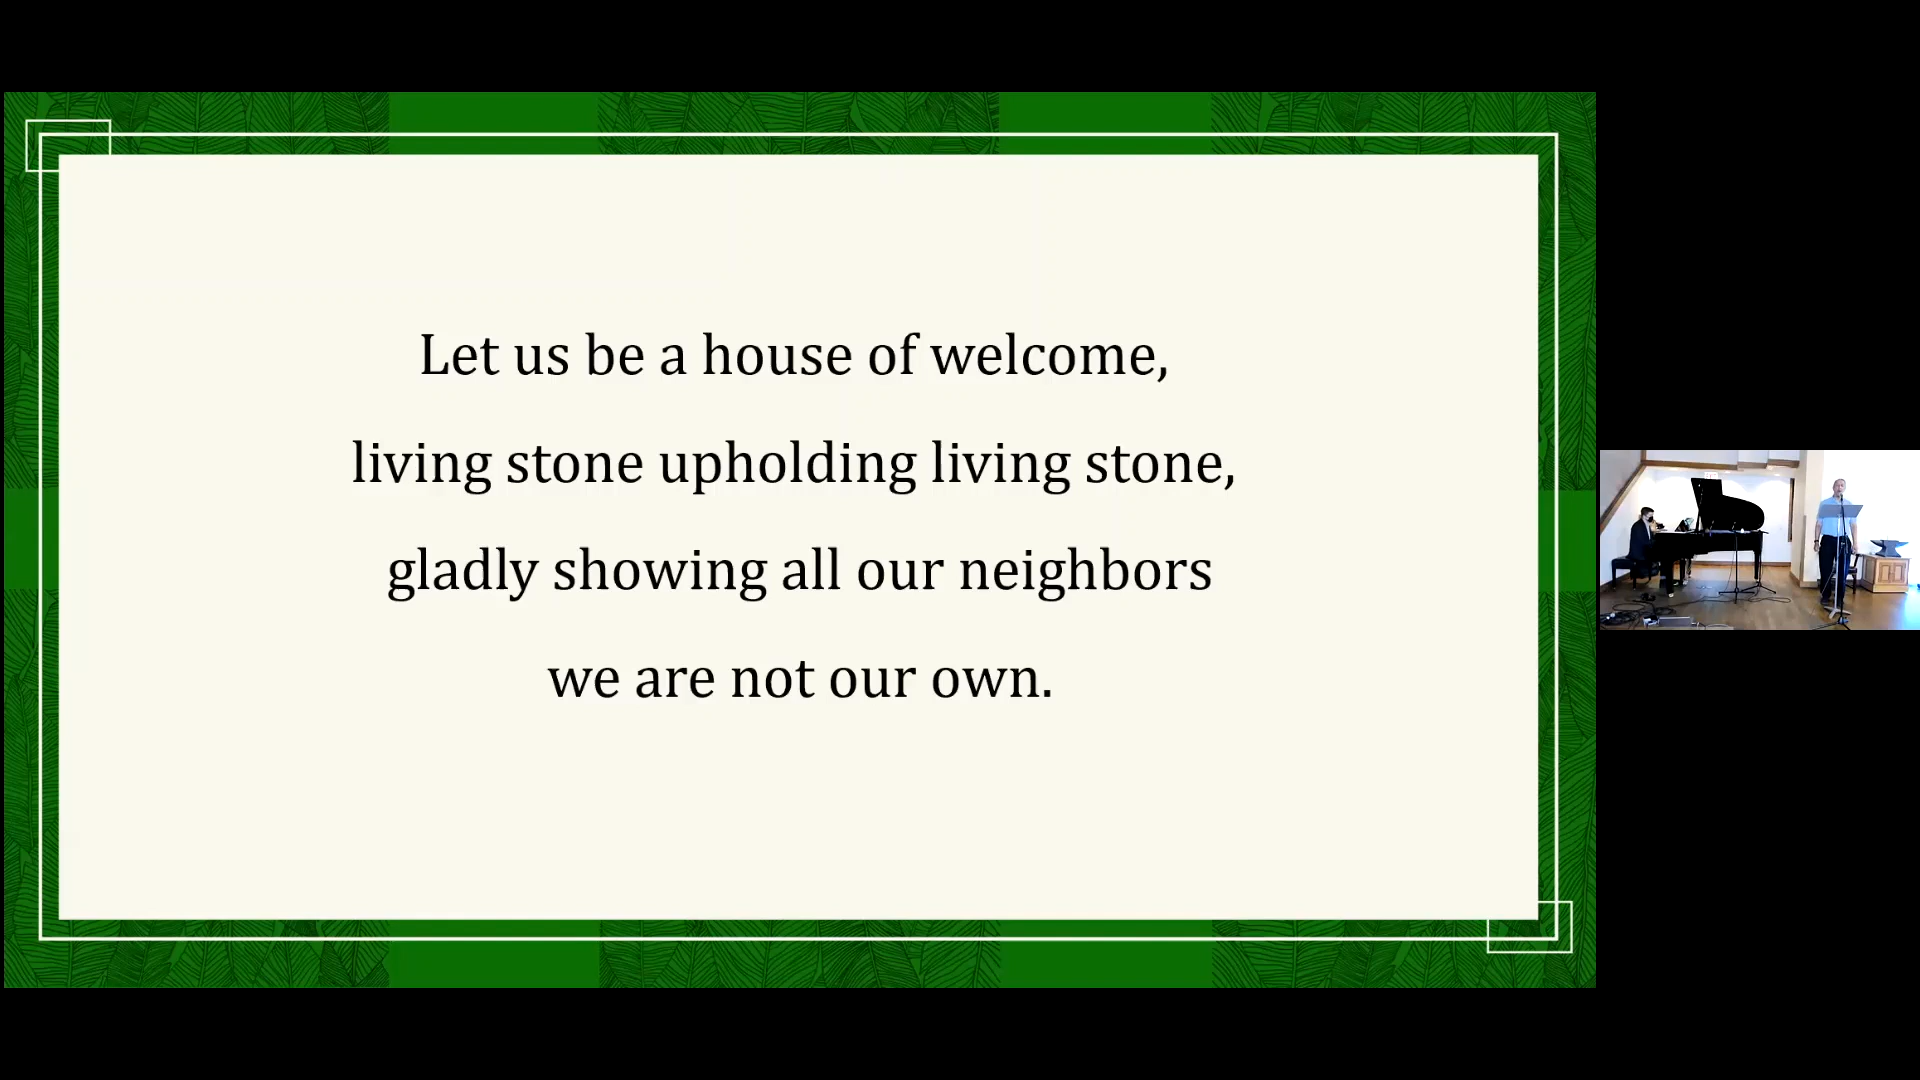 Let us be a house of welcome,
living stone upholding living stone,
gladly showing all our neighbors
we are not our own.